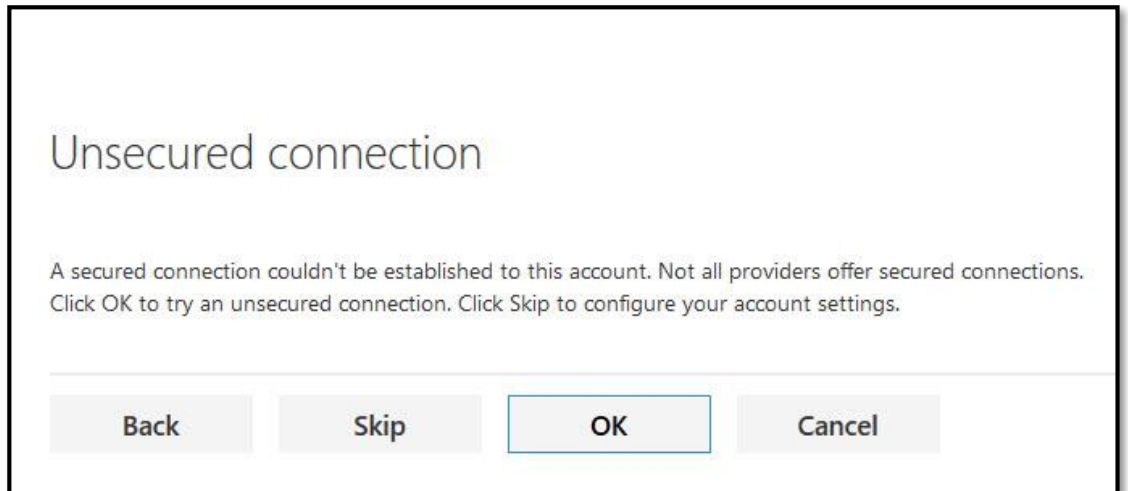 Unsecured connection
A secured connection couldn't be established to this account. Not all providers offer secured connections.
Click OK to try an unsecured connection. Click Skip to configure your account settings.
Back Skip OK Cancel